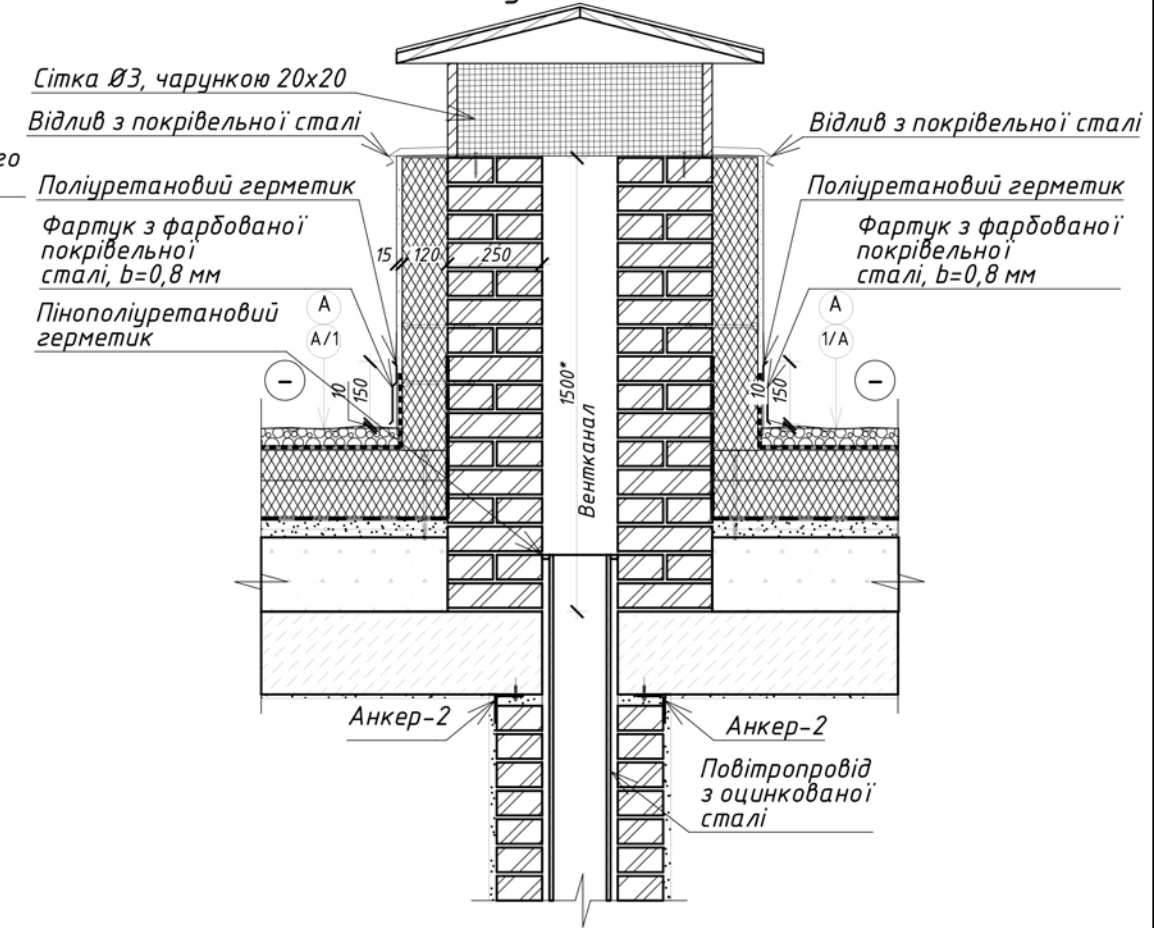 Сітка Ø3, чарункою 20х20
Відлив з покрівельної сталі
го
Поліуретановий герметик
Фартук з фарбованої
покрівельної
сталі, b=0,8 мм
Пінополіуретановий
герметик
А
А/1
–
10
150
15
120
250
1500*
Вентканал
Відлив з покрівельної сталі
Поліуретановий герметик
Фартук з фарбованої
покрівельної
сталі, b=0,8 мм
А
1/А
–
10
150
Анкер-2
Анкер-2
Повітропровід
з оцинкованої
сталі